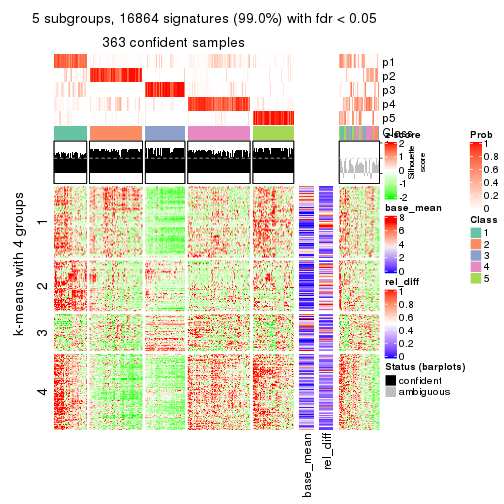 5 subgroups, 16864 signatures (99.0%) with fdr < 0.05
363 confident samples
p1
p2
p3
p4
p5
Class
z-score
2
1
0
-1
-2
Silhouette
score
Prob
1
0.8
0.6
0.4
0.2
0
base_mean
8
6
4
2
0
Class
1
2
3
4
5
rel_diff
1
0.8
0.6
0.4
0.2
0
Status (barplots)
confident
ambiguous
k-means with 4 groups
1
2
3
4
base_mean
rel_diff